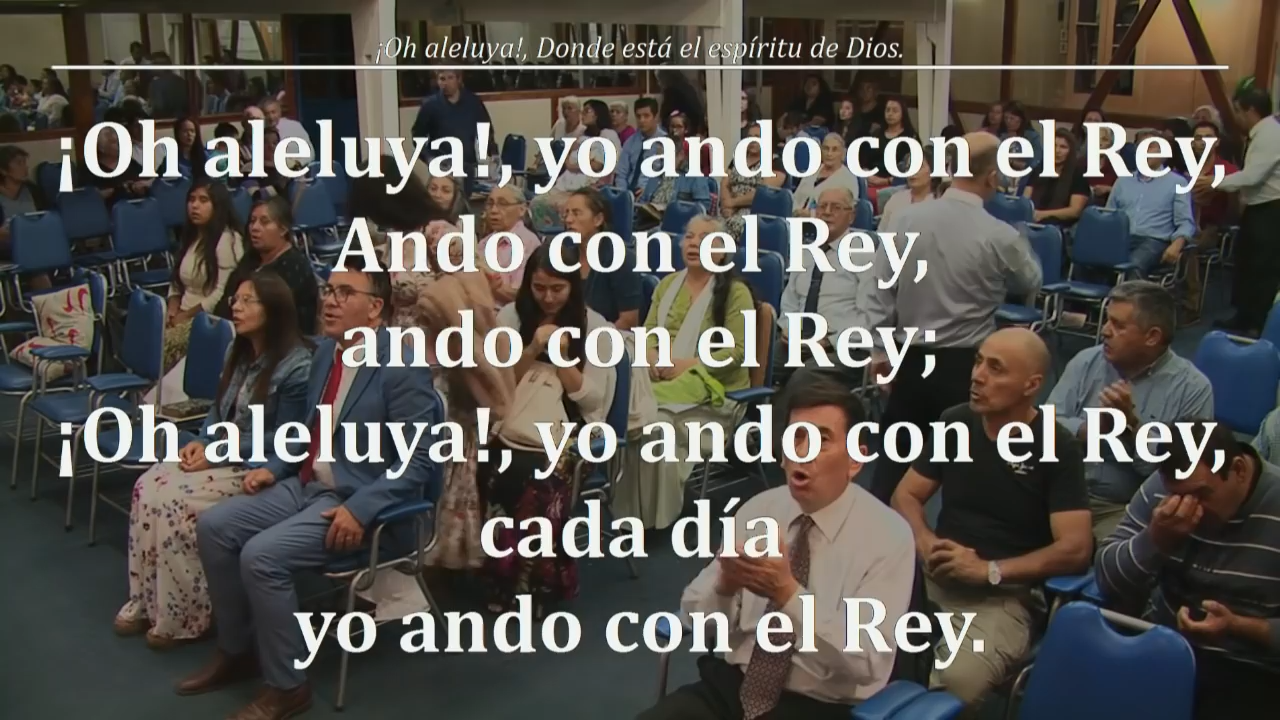 ¡Oh aleluya!, Donde está el espíritu de Dios.
¡Oh aleluya!, yo ando con el Rey,
Ando con el Rey,
ando con el Rey;
¡Oh aleluya!, yo ando con el Rey,
cada día
yo ando con el Rey.